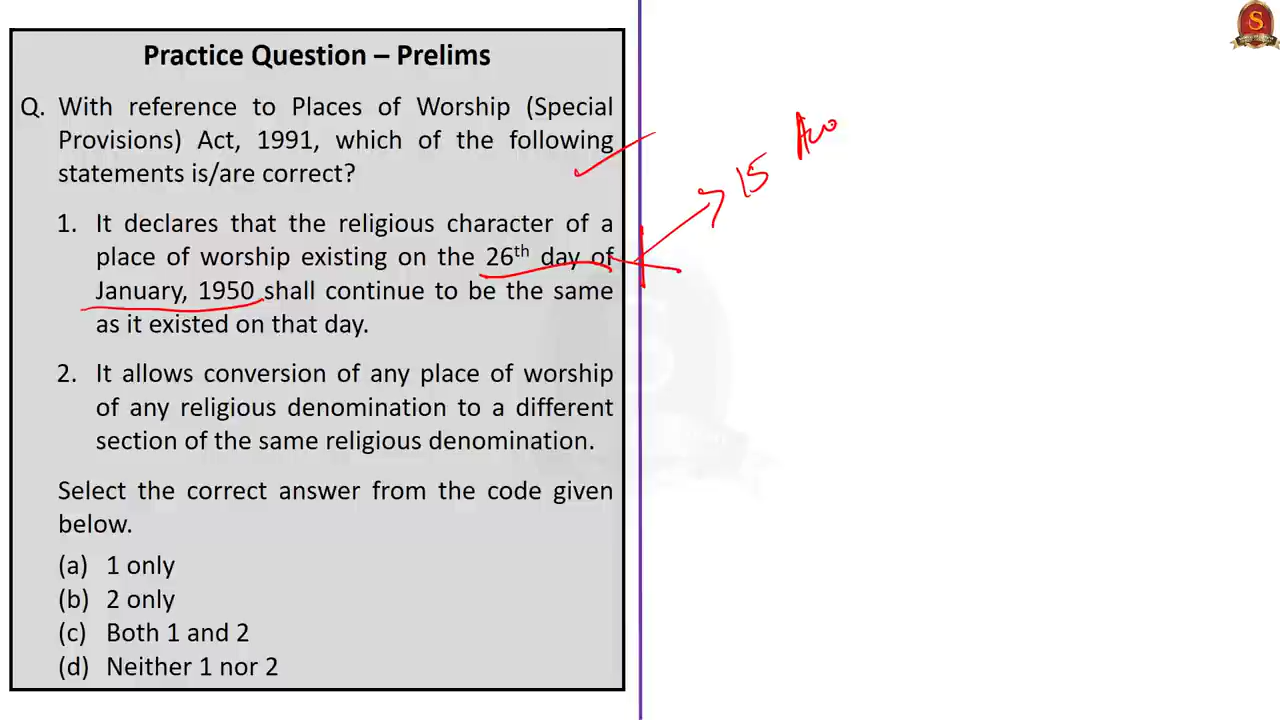 Practice Question – Prelims
Q. With reference to Places of Worship (Special
Provisions) Act, 1991, which of the following
statements is/are correct?
1. It declares that the religious character of a
place of worship existing on the 26th day of
January, 1950 shall continue to be the same
as it existed on that day.
2. It allows conversion of any place of worship
of any religious denomination to a different
section of the same religious denomination.
Select the correct answer from the code given
below.
(a) 1 only
(b) 2 only
(c) Both 1 and 2
(d) Neither 1 nor 2
15
S